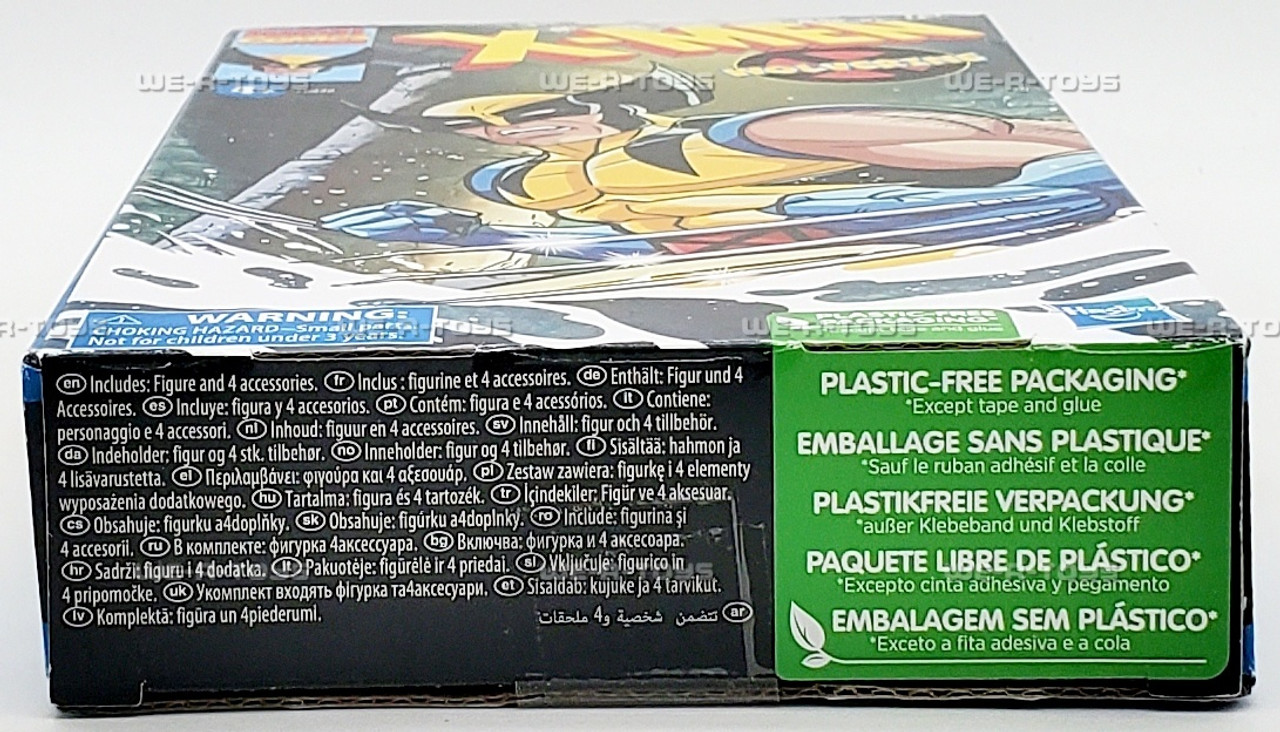 X-MEN
WOLVERINE
WE-R-TOYS WE-R-TOYS WE-R-TOYS
WARNING:
CHOKING HAZARD—Small parts.
Not for children under 3 years.
Hasbro
en Includes: Figure and 4 accessories. fr Inclus : figurine et 4 accessoires. de Enthält: Figur und 4
Accessoires. es Incluye: figura y 4 accesorios. pt Contém: figura e 4 acessórios. it Contiene:
personaggio e 4 accessori. nl Inhoud: figuur en 4 accessoires. sv Innehåll: figur och 4 tillbehör.
da Indeholder: figur og 4 stk. tilbehør. no Inneholder: figur og 4 tilbehør. fi Sisältää: hahmon ja
4 lisävarustetta. el Περιλαμβάνει: φιγούρα και 4 αξεσουάρ. pl Zestaw zawiera: figurkę i 4 elementy
wyposażenia dodatkowego. hu Tartalma: figura és 4 tartozék. tr İçindekiler: Figür ve 4 aksesuar.
cs Obsahuje: figurku a4doplňky. sk Obsahuje: figúrku a4doplnky. ro Include: figurina și
4 accesorii. ru В комплекте: фигурка 4аксессуара. bg Включва: фигурка и 4 аксесоара.
hr Sadrži: figuru i 4 dodatka. lt Pakuotėje: figūrėlė ir 4 priedai. sl Vključuje: figurico in
4 pripomočke. uk Укомплект входять фігурка та4аксесуари. et Sisaldab: kujuke ja 4 tarvikut.
lv Komplektā: figūra un 4piederumi.
ar تتضمن شخصية و4 ملحقات
PLASTIC-FREE PACKAGING*
*Except tape and glue
EMBALLAGE SANS PLASTIQUE*
*Sauf le ruban adhésif et la colle
PLASTIKFREIE VERPACKUNG*
*außer Klebeband und Klebstoff
PAQUETE LIBRE DE PLÁSTICO*
*Excepto cinta adhesiva y pegamento
EMBALAGEM SEM PLÁSTICO*
*Exceto a fita adesiva e a cola